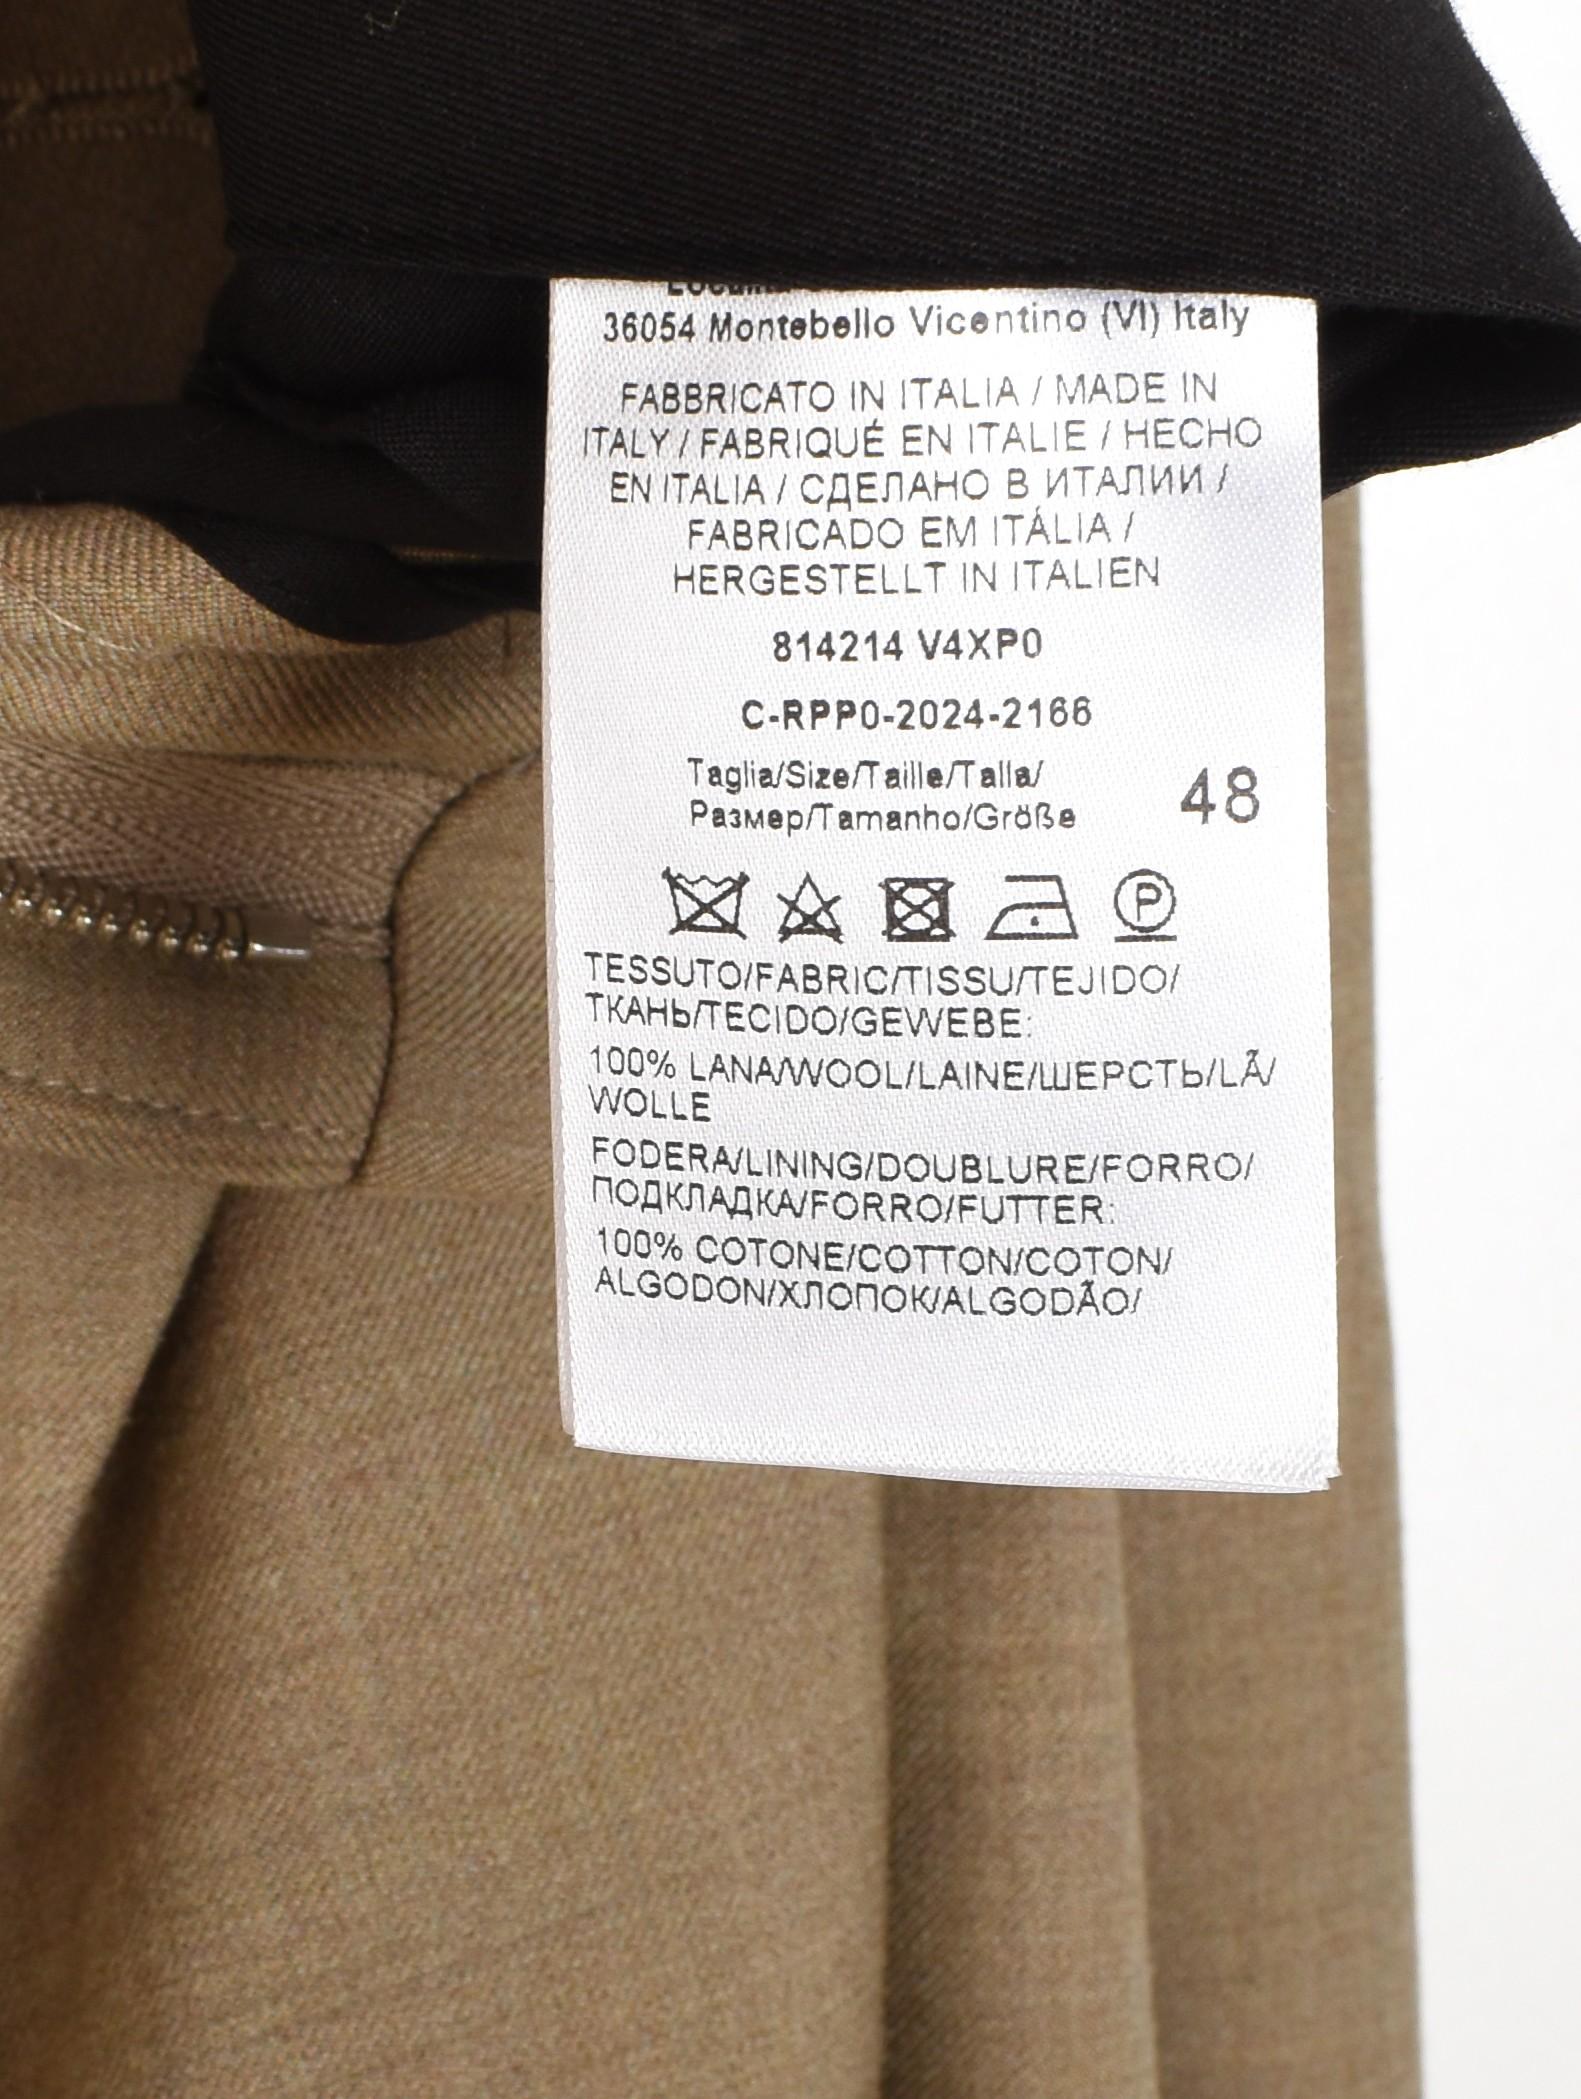 36054 Montebello Vicentino (VI) Italy
FABBRICATO IN ITALIA / MADE IN
ITALY / FABRIQUÉ EN ITALIE / HECHO
EN ITALIA / СДЕЛАНО В ИТАЛИИ /
FABRICADO EM ITÁLIA /
HERGESTELLT IN ITALIEN
814214 V4XP0
C-RPP0-2024-2166
Taglia/Size/Taille/Talla/
Размер/Tamanho/Größe
48
P
TESSUTO/FABRIC/TISSU/TEJIDO/
ТКАНЬ/TECIDO/GEWEBE:
100% LANA/WOOL/LAINE/ШЕРСТЬ/LÃ/
WOLLE
FODERA/LINING/DOUBLURE/FORRO/
ПОДКЛАДКА/FORRO/FUTTER:
100% COTONE/COTTON/COTON/
ALGODON/ХЛОПОК/ALGODÃO/